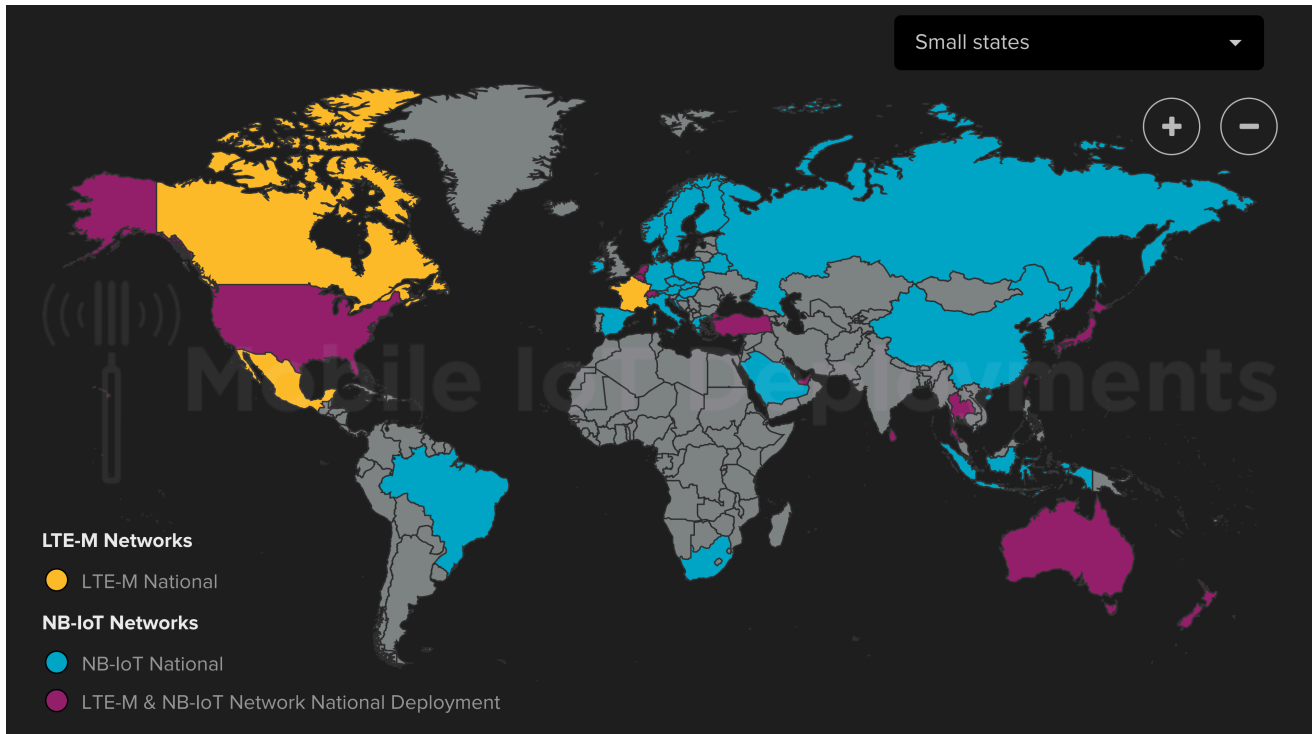 Small states
Mobile IoT Deployments
LTE-M Networks
LTE-M National
NB-IoT Networks
NB-IoT National
LTE-M & NB-IoT Network National Deployment